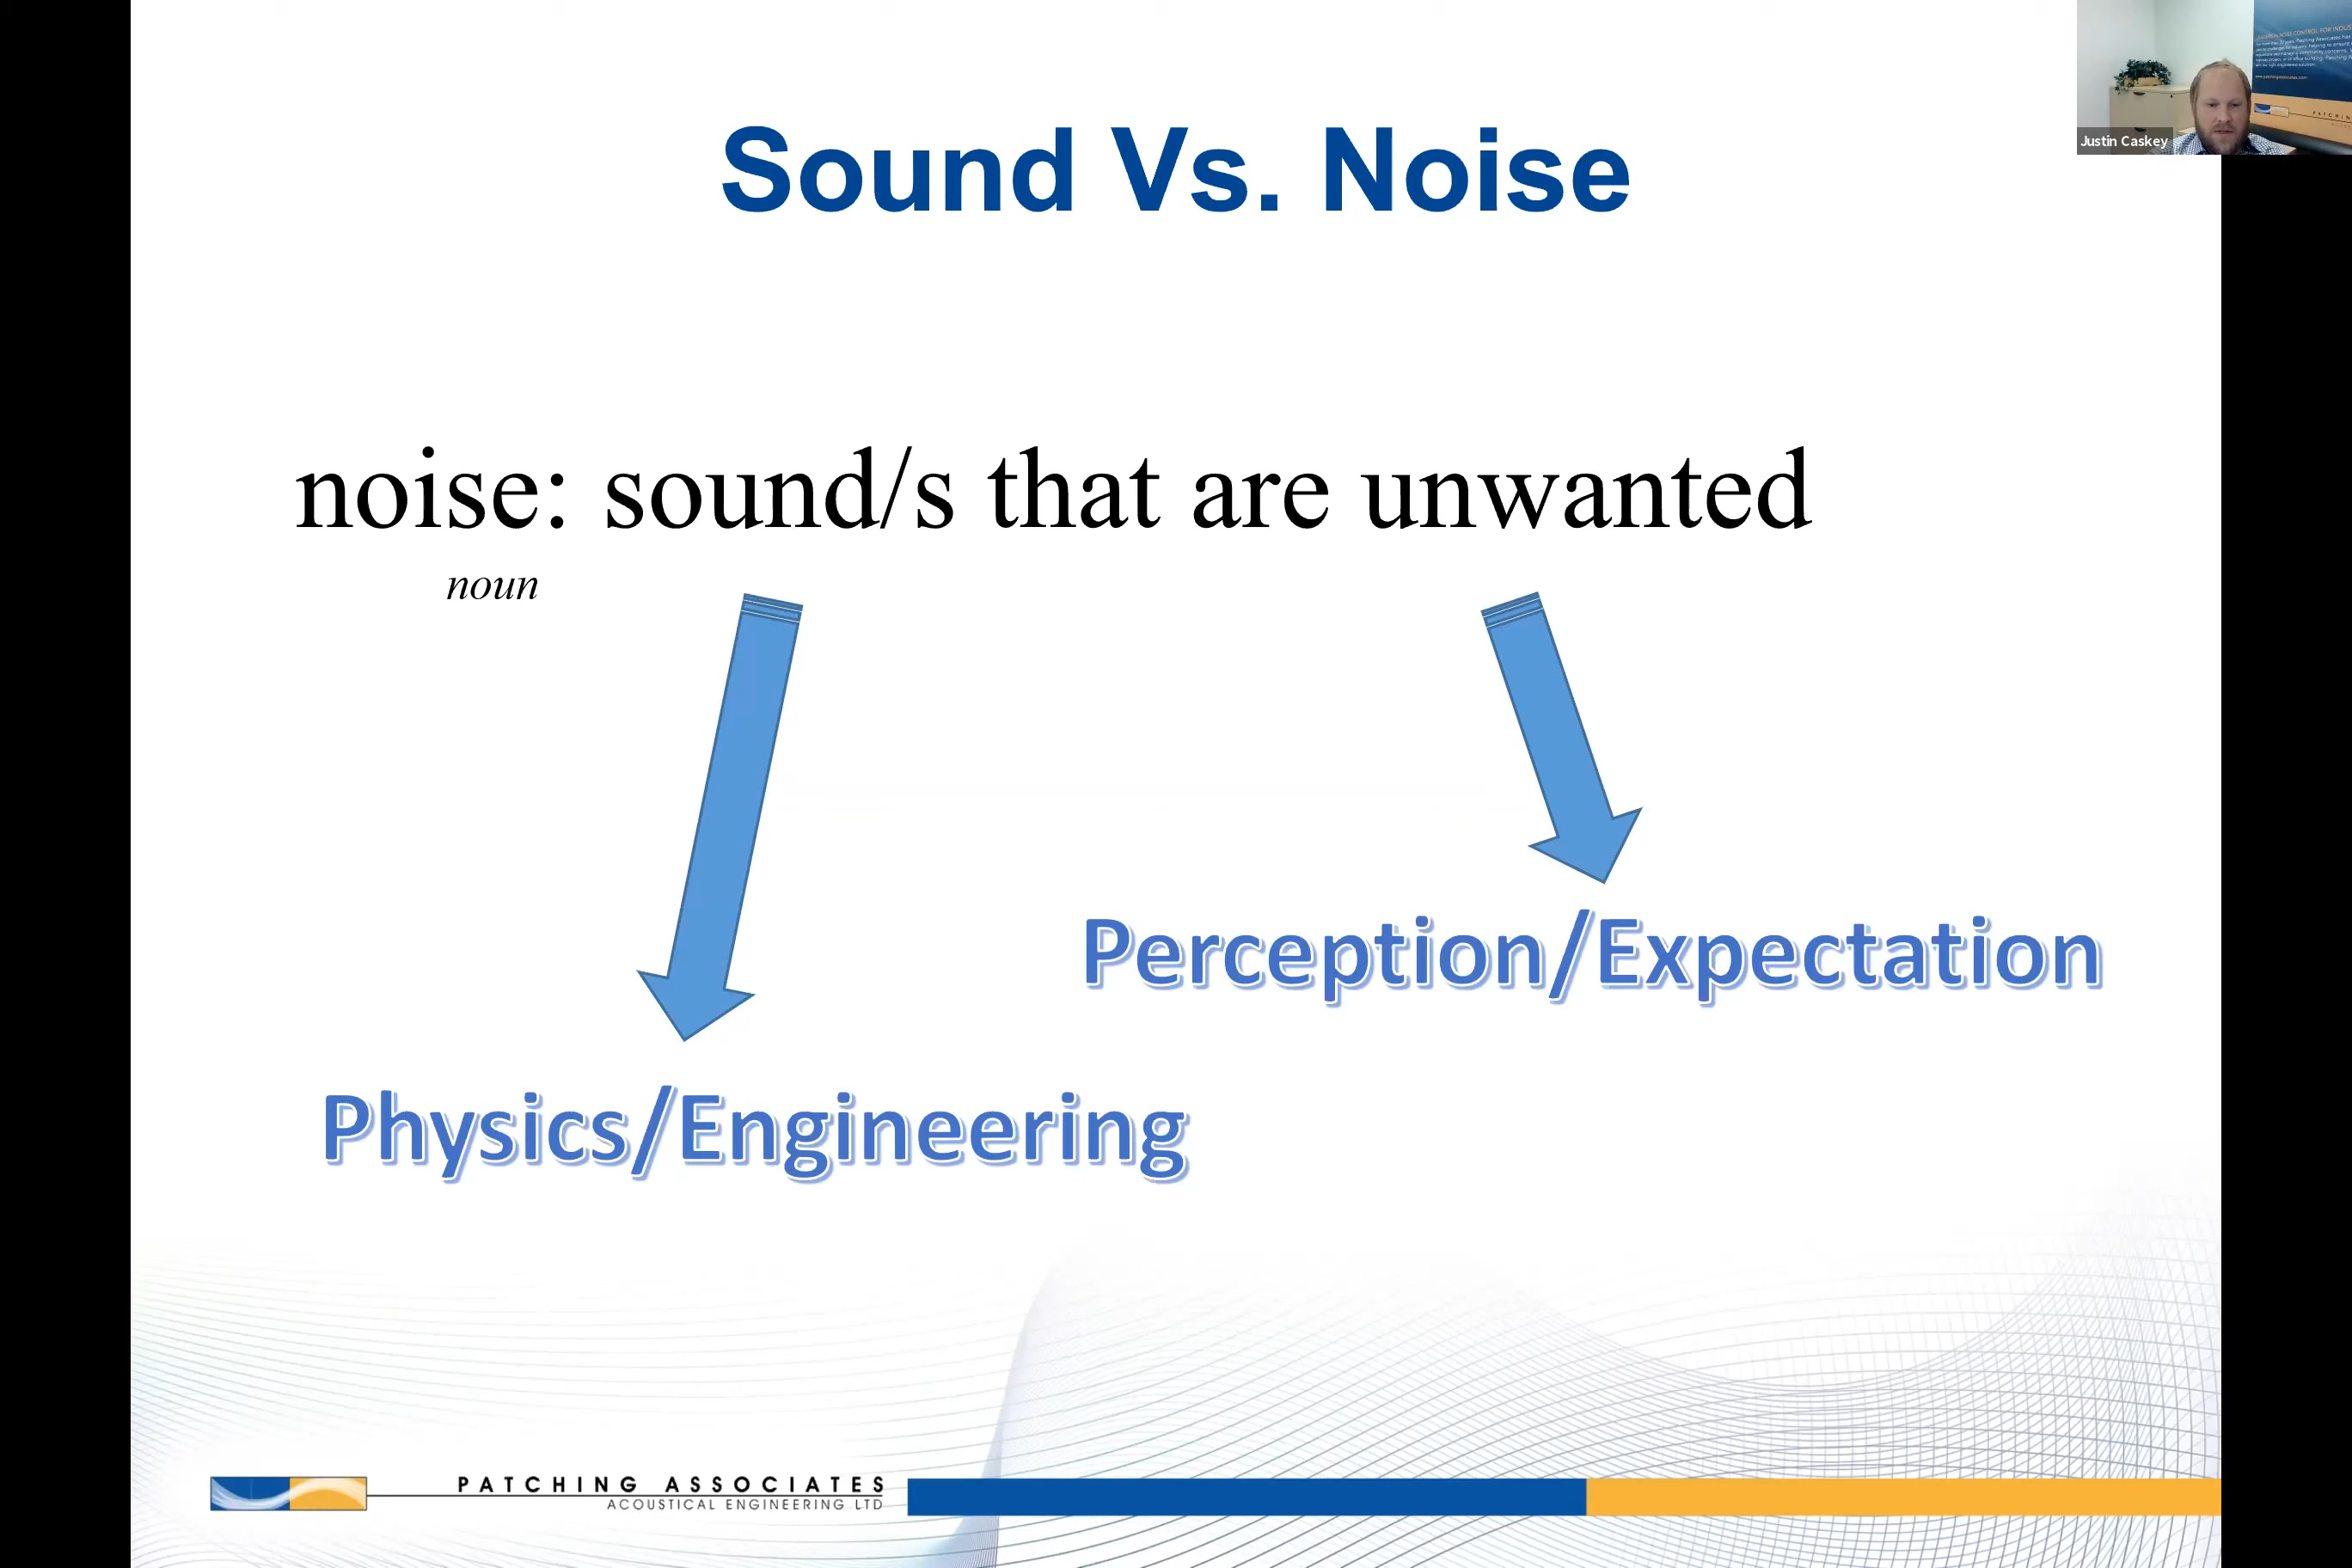 Sound Vs. Noise
Justin Caskey
noise: sound/s that are unwanted
noun
Perception/Expectation
Physics/Engineering
PATCHING ASSOCIATES
ACOUSTICAL ENGINEERING LTD